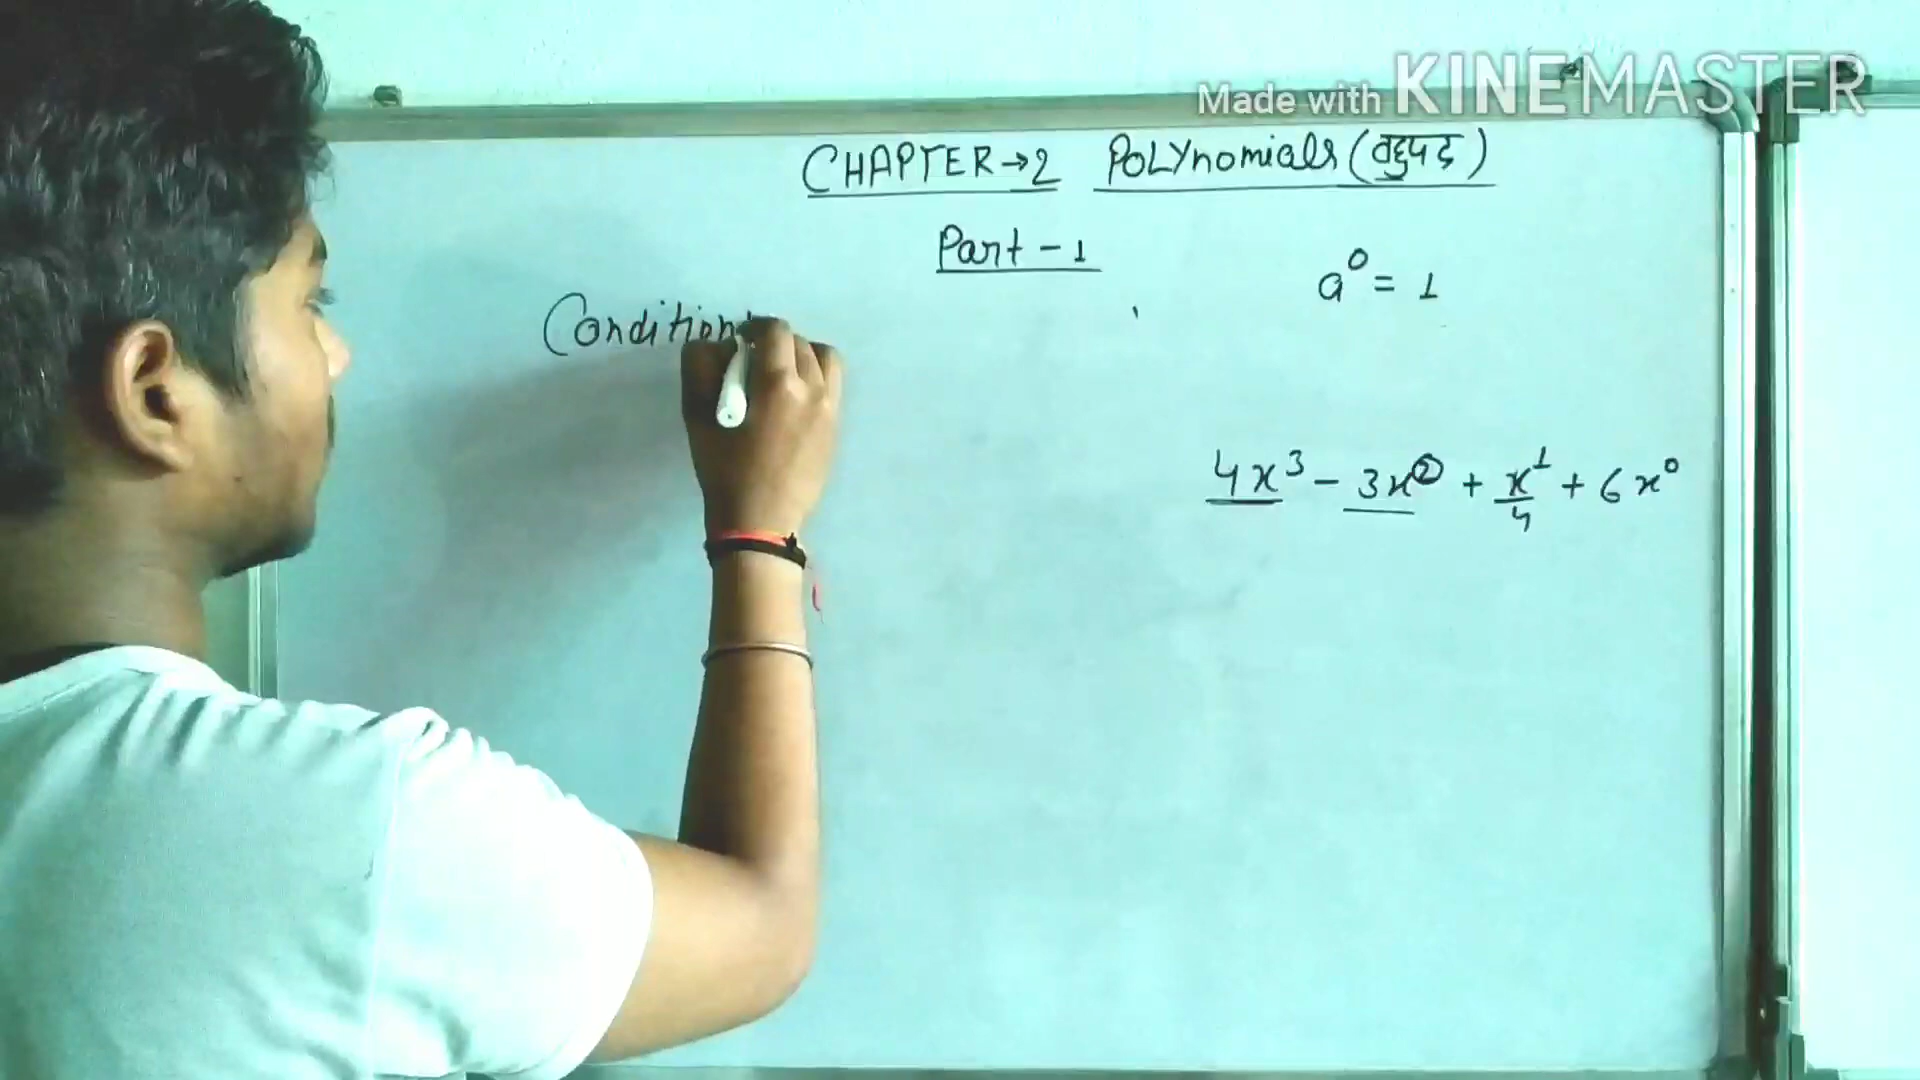 Made with KINEMASTER
CHAPTER→2 POLYnomials (बहुपद)
Part - 1
a⁰ = 1
Condition
4x³ - 3x² + x¹/4 + 6x⁰